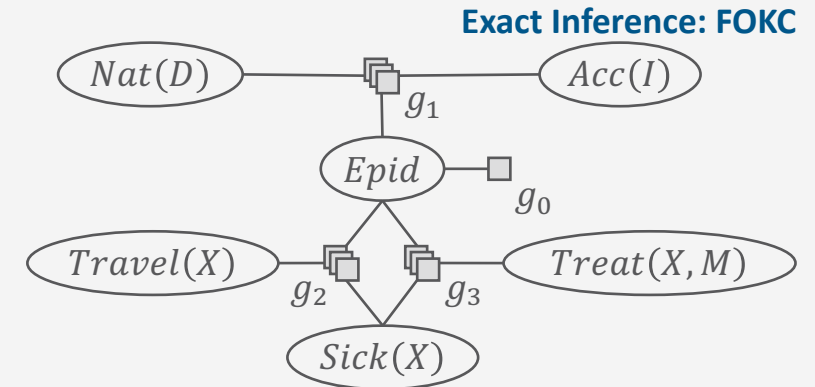 Exact Inference: FOKC
Nat(D) Acc(I)
g₁
Epid
g₀
Travel(X) Treat(X, M)
g₂ g₃
Sick(X)